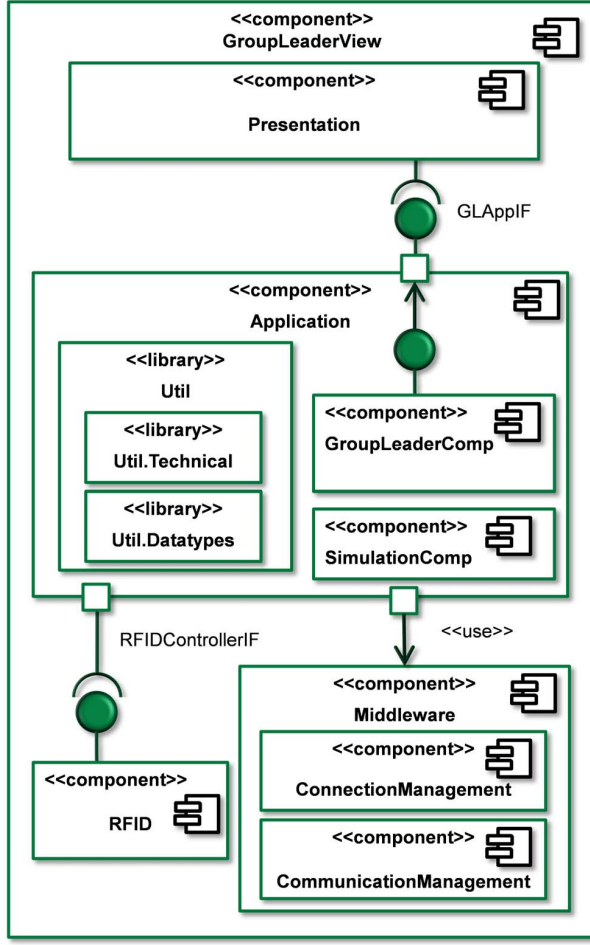 <<component>>
GroupLeaderView
<<component>>
Presentation
GLAppIF
<<component>>
Application
<<library>>
Util
<<library>>
Util.Technical
<<library>>
Util.Datatypes
<<component>>
GroupLeaderComp
<<component>>
SimulationComp
RFIDControllerIF
<<use>>
<<component>>
RFID
<<component>>
Middleware
<<component>>
ConnectionManagement
<<component>>
CommunicationManagement